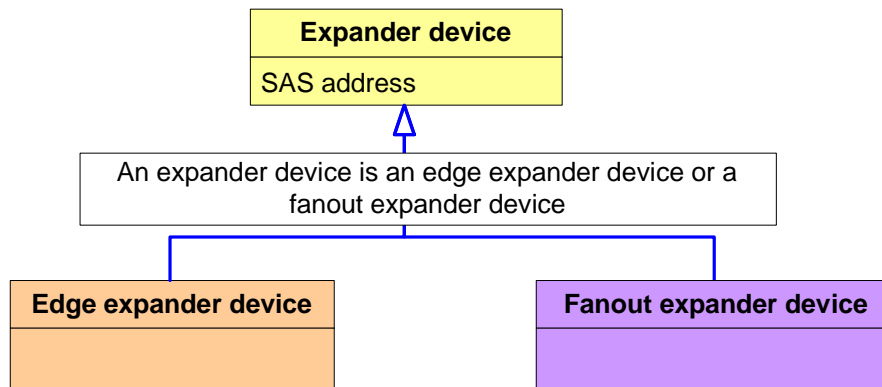 Expander device
SAS address
An expander device is an edge expander device or a
fanout expander device
Edge expander device
Fanout expander device